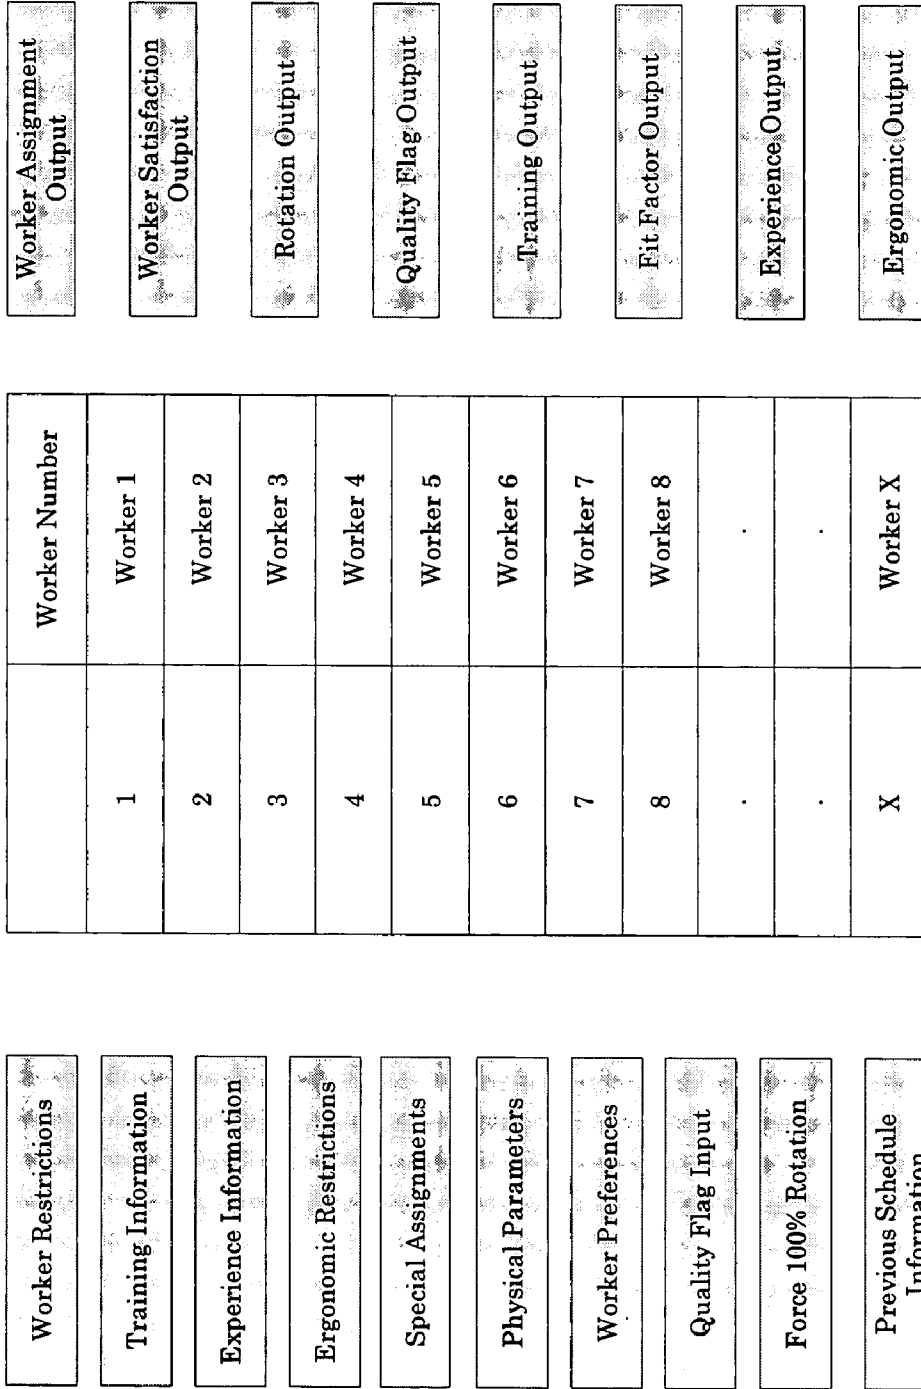 Worker Restrictions
Training Information
Experience Information
Ergonomic Restrictions
Special Assignments
Physical Parameters
Worker Preferences
Quality Flag Input
Force 100% Rotation
Previous Schedule
Information
Worker Number
1 Worker 1
2 Worker 2
3 Worker 3
4 Worker 4
5 Worker 5
6 Worker 6
7 Worker 7
8 Worker 8
. .
. .
X Worker X
Worker Assignment
Output
Worker Satisfaction
Output
Rotation Output
Quality Flag Output
Training Output
Fit Factor Output
Experience Output
Ergonomic Output